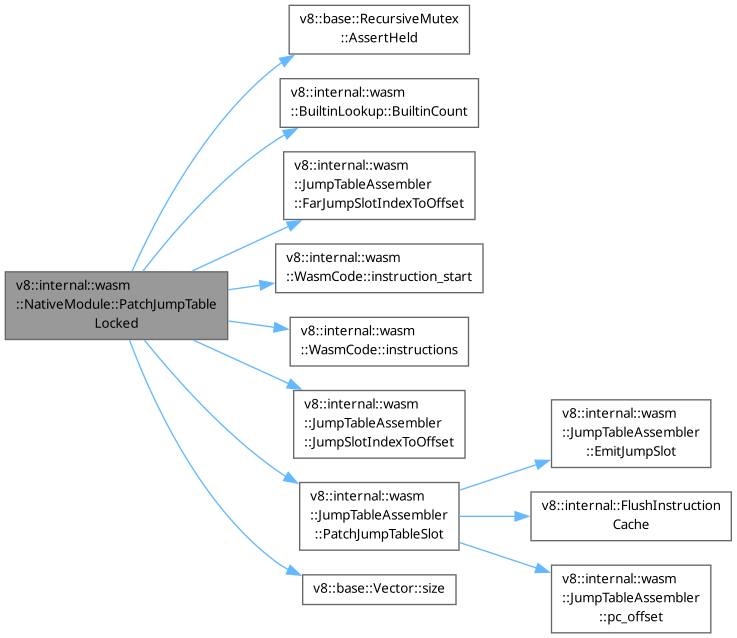 v8::base::RecursiveMutex
::AssertHeld
v8::internal::wasm
::BuiltinLookup::BuiltinCount
v8::internal::wasm
::JumpTableAssembler
::FarJumpSlotIndexToOffset
v8::internal::wasm
::WasmCode::instruction_start
v8::internal::wasm
::NativeModule::PatchJumpTable
Locked
v8::internal::wasm
::WasmCode::instructions
v8::internal::wasm
::JumpTableAssembler
::JumpSlotIndexToOffset
v8::internal::wasm
::JumpTableAssembler
::PatchJumpTableSlot
v8::base::Vector::size
v8::internal::wasm
::JumpTableAssembler
::EmitJumpSlot
v8::internal::FlushInstruction
Cache
v8::internal::wasm
::JumpTableAssembler
::pc_offset